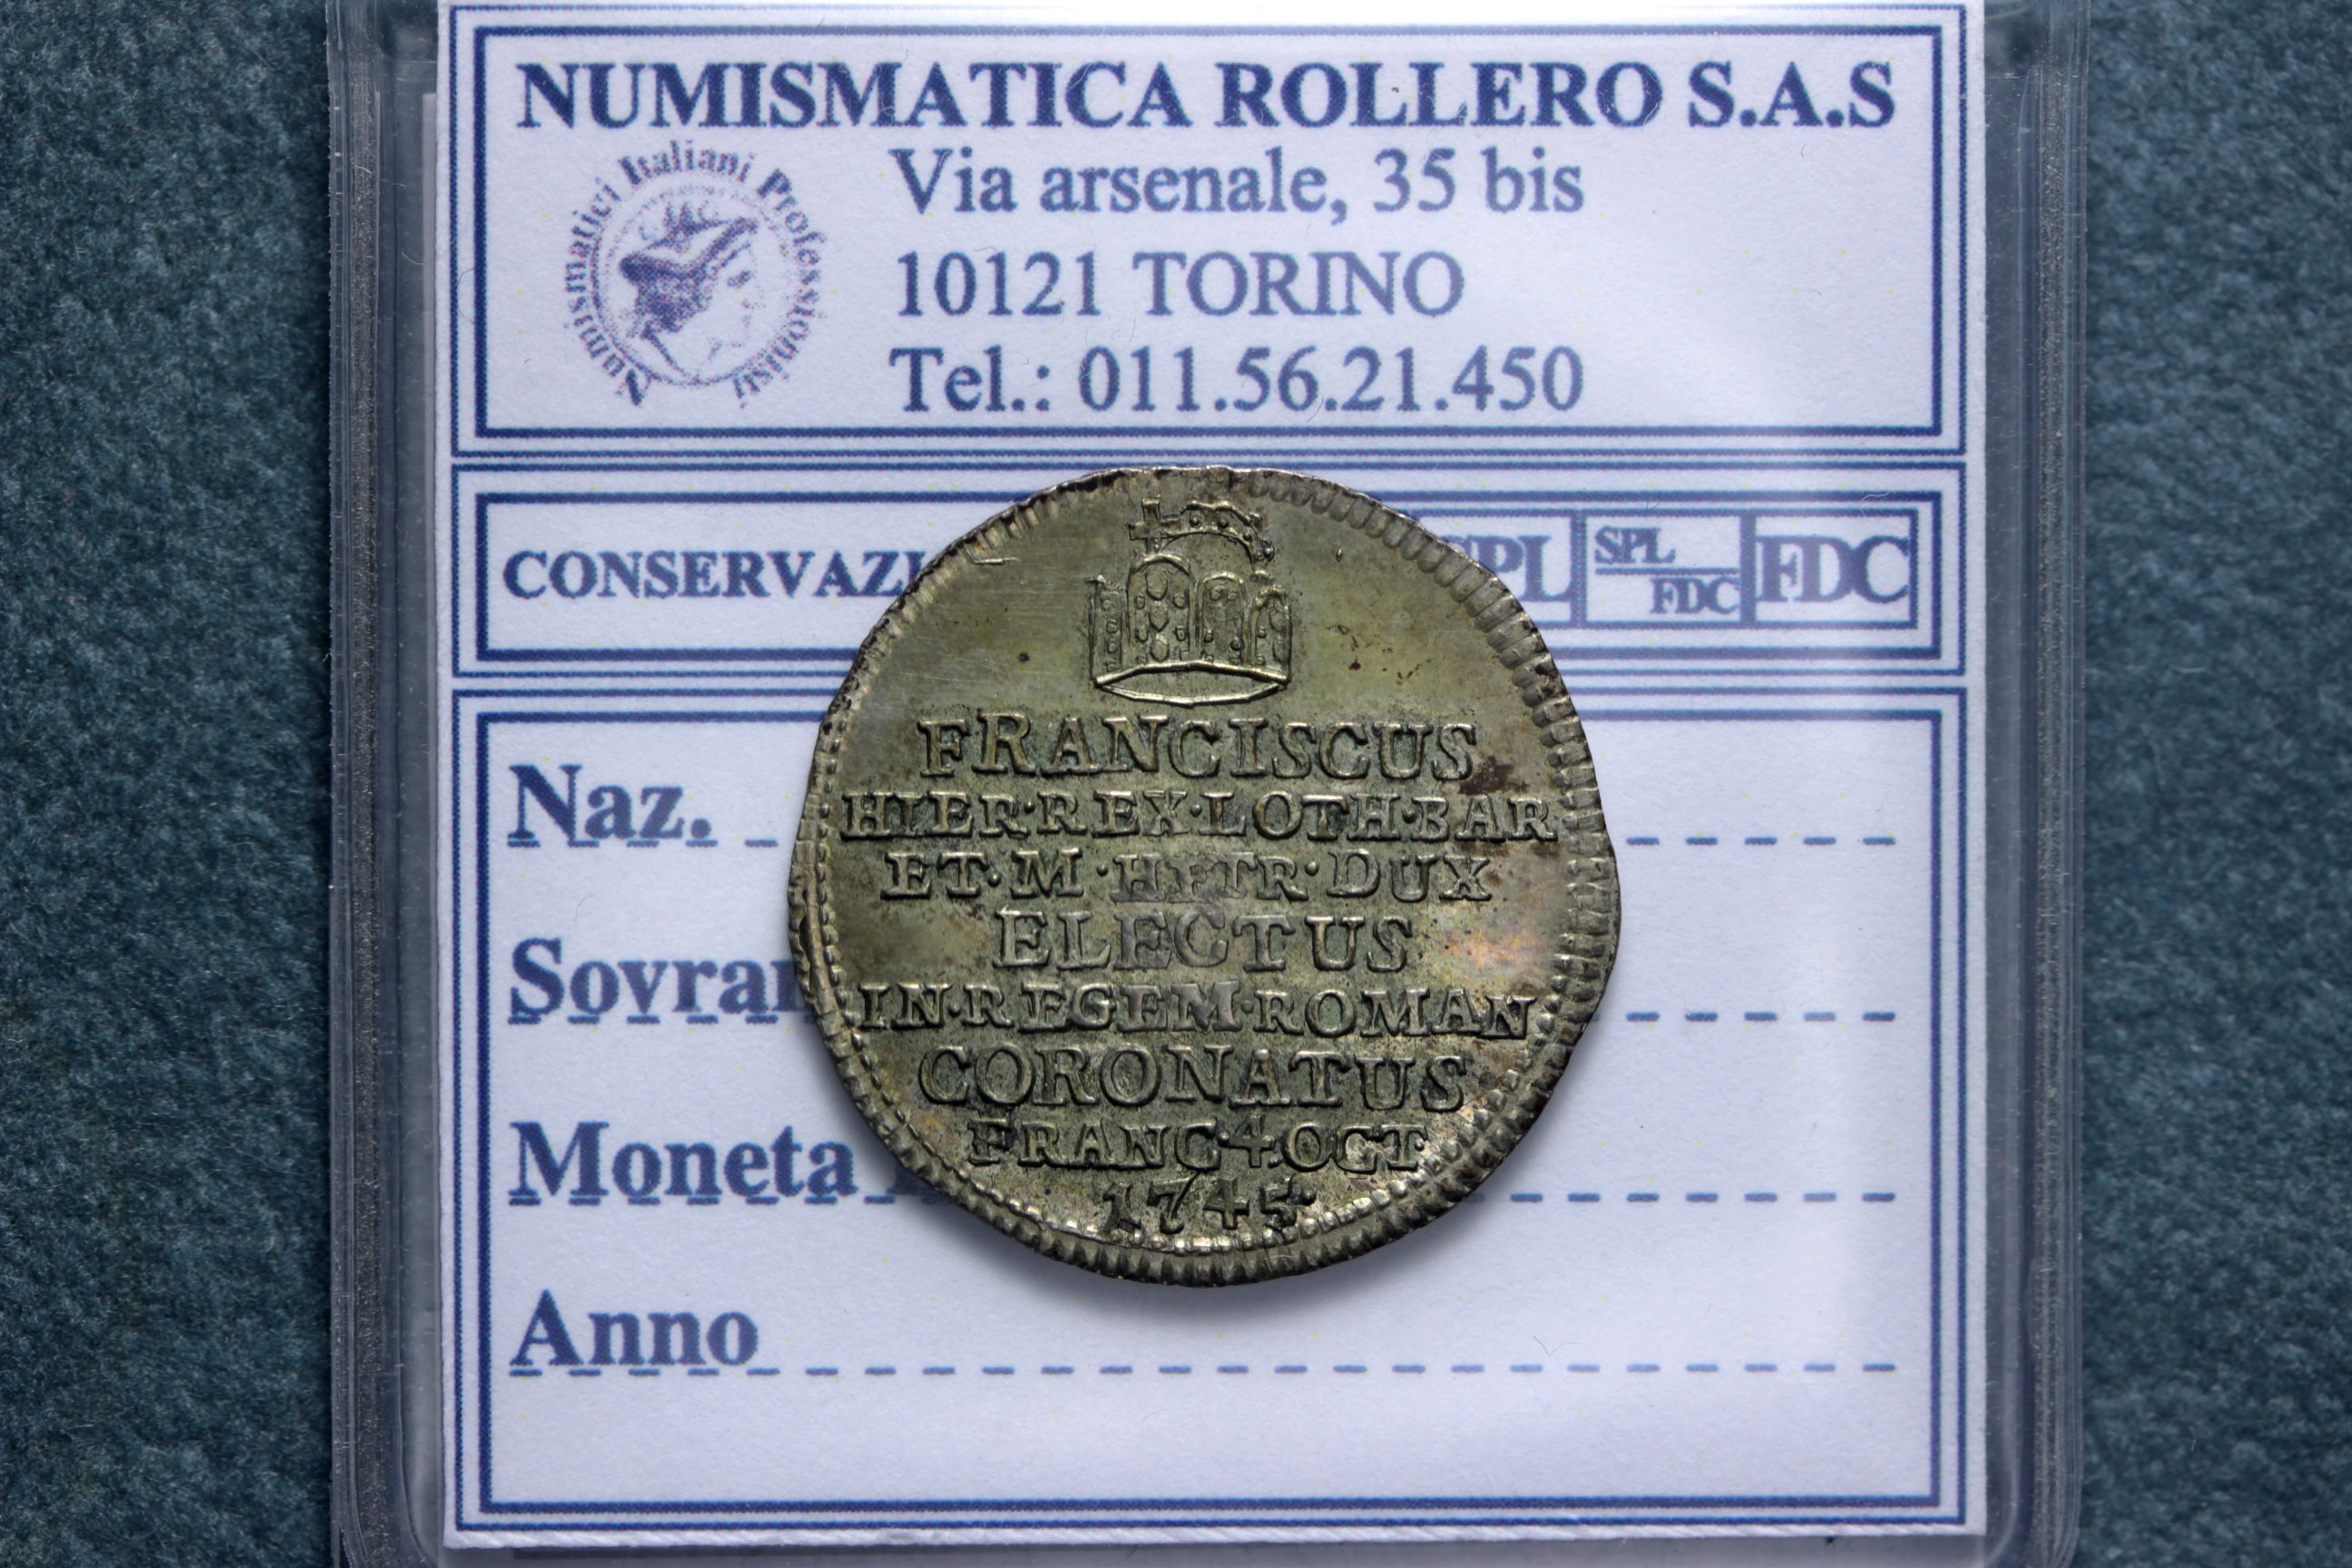 NUMISMATICA ROLLERO S.A.S
Numismatici Italiani Professionisti
Via arsenale, 35 bis
10121 TORINO
Tel.: 011.56.21.450
CONSERVAZI
SPL
SPL
FDC
FDC
FRANCISCUS
HIER·REX·LOTH·BAR
ET·M·HETR·DUX
ELECTUS
IN·REGEM·ROMAN
CORONATUS
FRANC·4·OCT·
1745·
Naz.
Sovran
Moneta
Anno